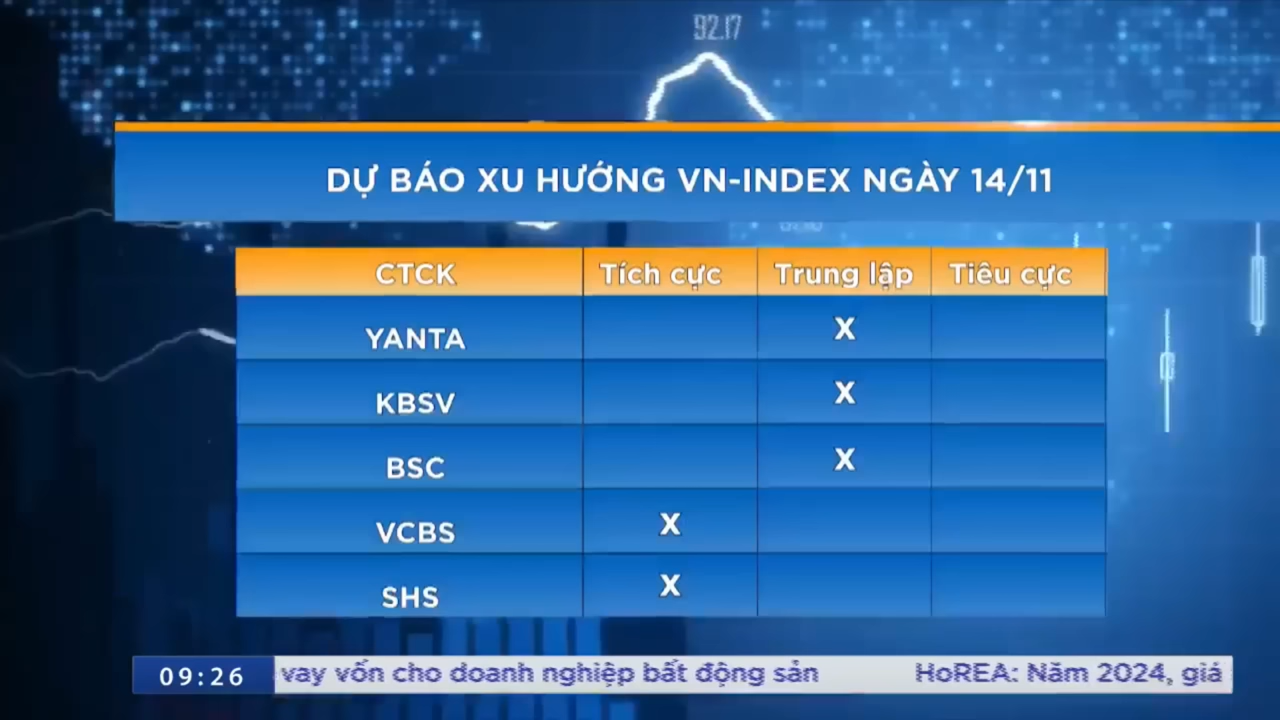 92.17
DỰ BÁO XU HƯỚNG VN-INDEX NGÀY 14/11
CTCK Tích cực Trung lập Tiêu cực
YANTA X
KBSV X
BSC X
VCBS X
SHS X
09:26 vay vốn cho doanh nghiệp bất động sản HoREA: Năm 2024, giá